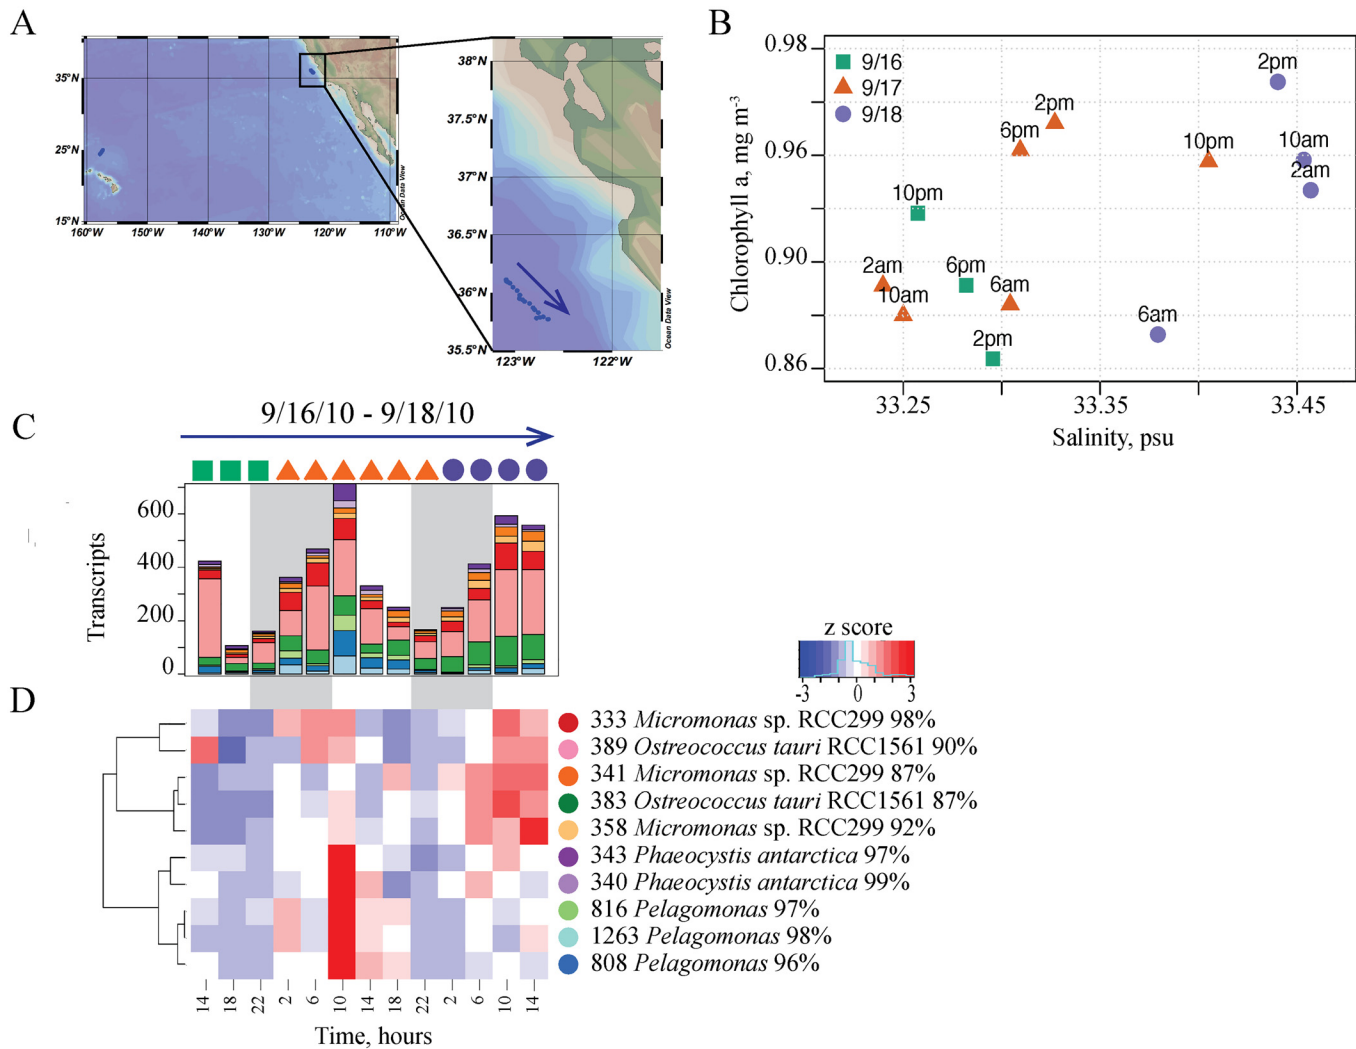 A
35°N
25°N
15°N
160°W 150°W 140°W 130°W 120°W 110°W
Ocean Data View
38°N
37.5°N
37°N
36.5°N
36°N
35.5°N
123°W 122°W
Ocean Data View
B
0.98
0.96
0.90
0.86
Chlorophyll a, mg m-3
9/16
9/17
9/18
2pm
2pm
6pm
10pm
10am
2am
10pm
2am
10am
6pm
6am
6am
2pm
33.25 33.35 33.45
Salinity, psu
C
9/16/10 - 9/18/10
600
400
200
0
Transcripts
z score
-3 0 3
D
333 Micromonas sp. RCC299 98%
389 Ostreococcus tauri RCC1561 90%
341 Micromonas sp. RCC299 87%
383 Ostreococcus tauri RCC1561 87%
358 Micromonas sp. RCC299 92%
343 Phaeocystis antarctica 97%
340 Phaeocystis antarctica 99%
816 Pelagomonas 97%
1263 Pelagomonas 98%
808 Pelagomonas 96%
14 18 22 2 6 10 14 18 22 2 6 10 14
Time, hours